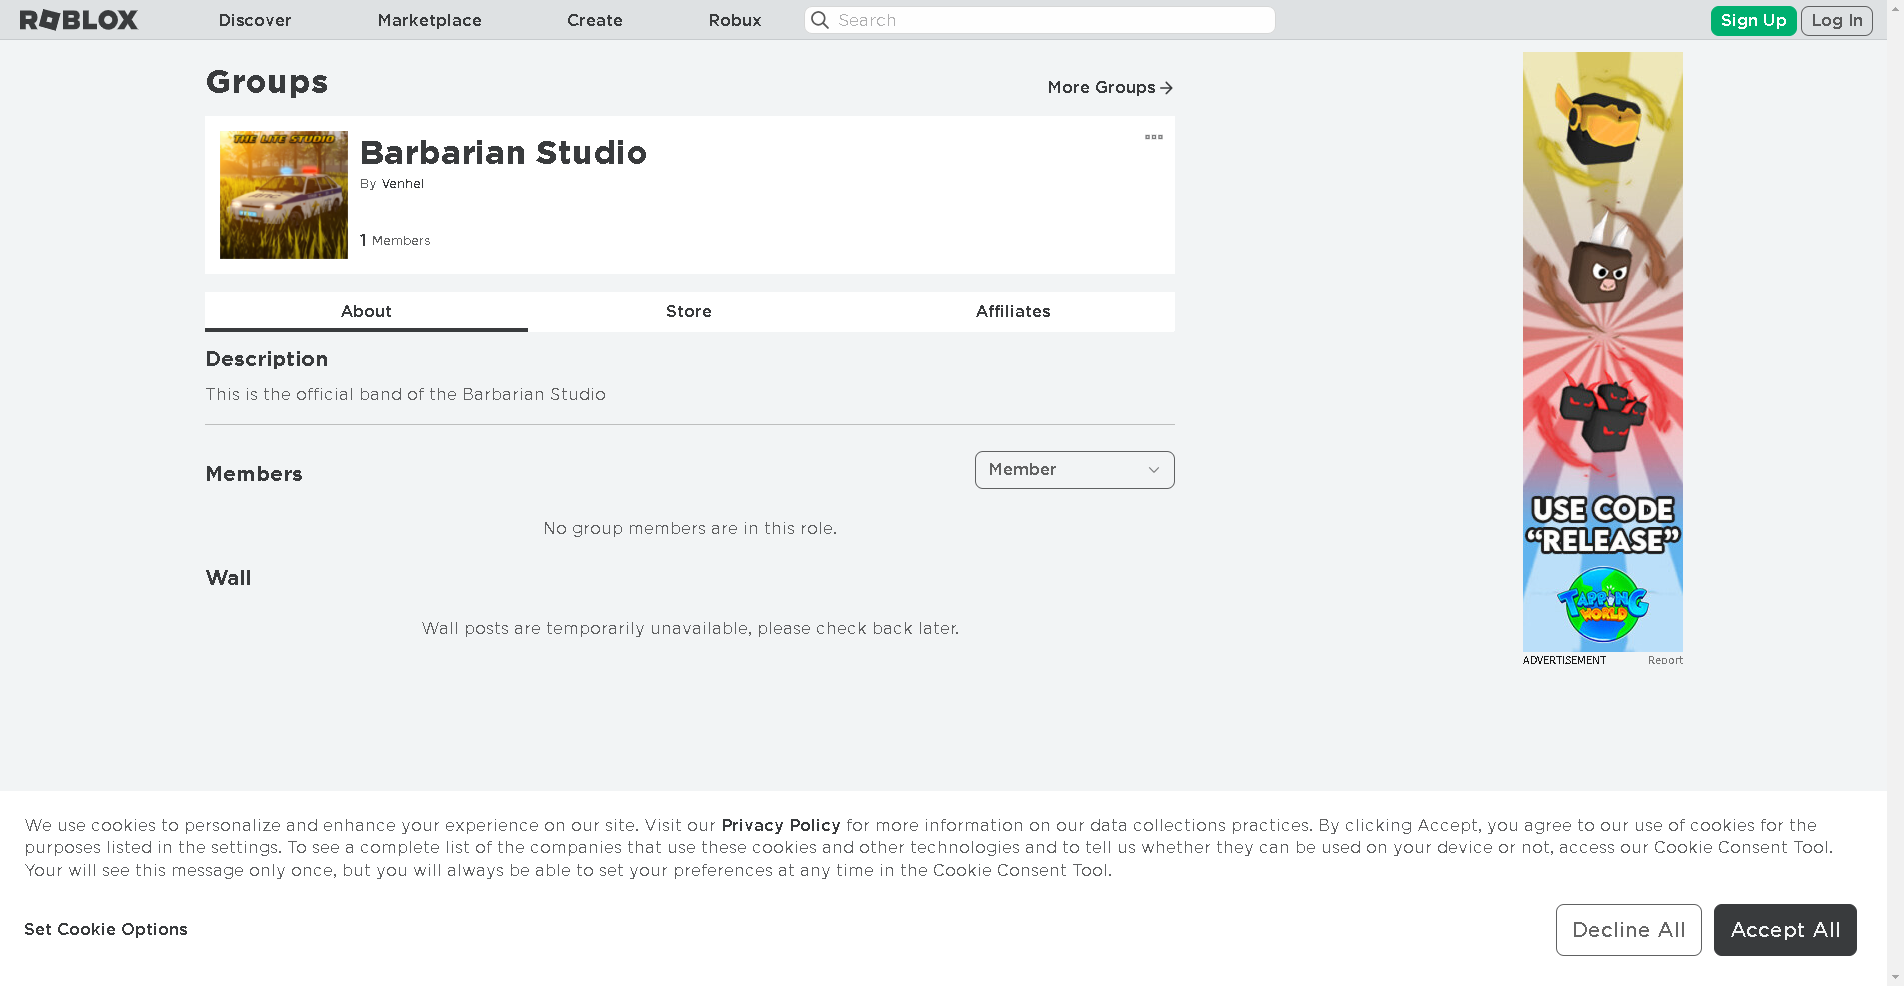 ROBLOX
Discover
Marketplace
Create
Robux
Search
Sign Up
Log In
Groups
More Groups
THE LITE STUDIO
Barbarian Studio
By Venhel
1 Members
About
Store
Affiliates
Description
This is the official band of the Barbarian Studio
Members
Member
No group members are in this role.
Wall
Wall posts are temporarily unavailable, please check back later.
USE CODE
“RELEASE”
TAPPING
WORLD
ADVERTISEMENT
Report
We use cookies to personalize and enhance your experience on our site. Visit our Privacy Policy for more information on our data collections practices. By clicking Accept, you agree to our use of cookies for the
purposes listed in the settings. To see a complete list of the companies that use these cookies and other technologies and to tell us whether they can be used on your device or not, access our Cookie Consent Tool.
Your will see this message only once, but you will always be able to set your preferences at any time in the Cookie Consent Tool.
Set Cookie Options
Decline All
Accept All